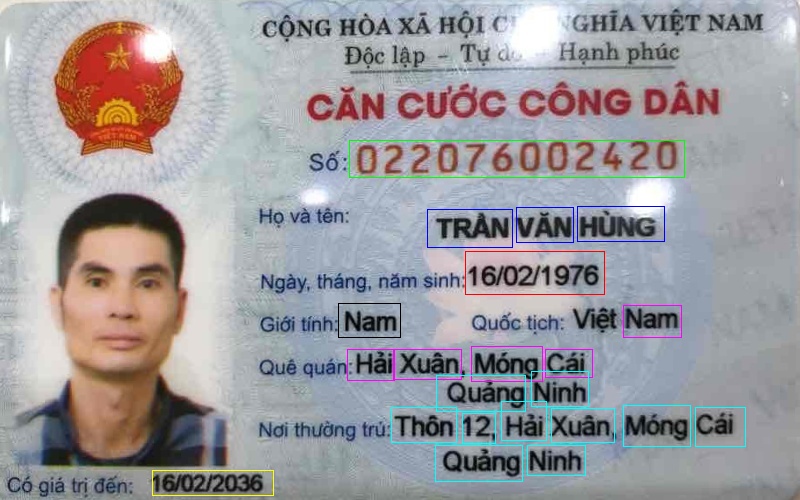 CỘNG HÒA XÃ HỘI CHỦ NGHĨA VIỆT NAM
Độc lập - Tự do - Hạnh phúc
CĂN CƯỚC CÔNG DÂN
Số: 022076002420
Họ và tên: TRẦN VĂN HÙNG
Ngày, tháng, năm sinh: 16/02/1976
Giới tính: Nam Quốc tịch: Việt Nam
Quê quán: Hải Xuân, Móng Cái
Quảng Ninh
Nơi thường trú: Thôn 12, Hải Xuân, Móng Cái
Quảng Ninh
Có giá trị đến: 16/02/2036